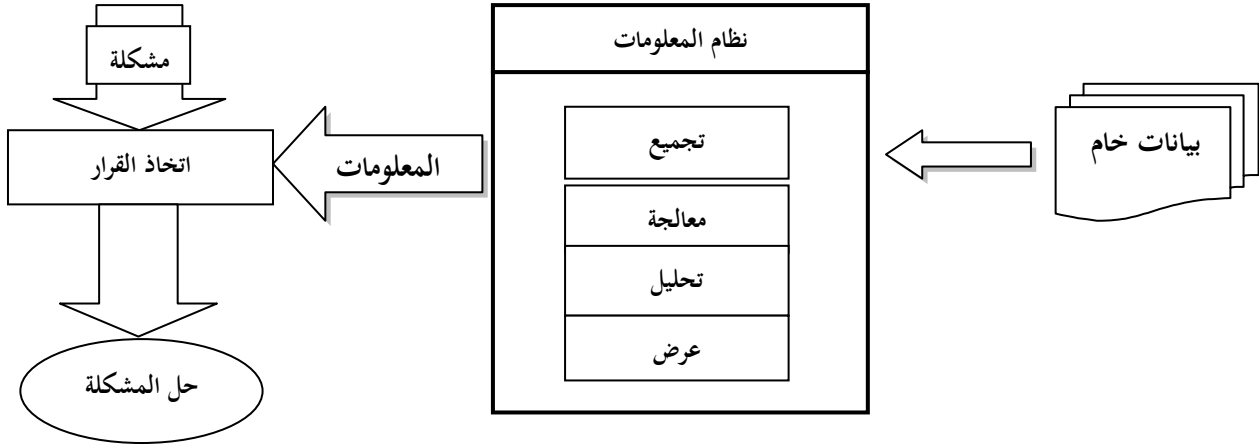 نظام المعلومات
مشكلة
بيانات خام
تجميع
المعلومات
اتخاذ القرار
معالجة
تحليل
عرض
حل المشكلة